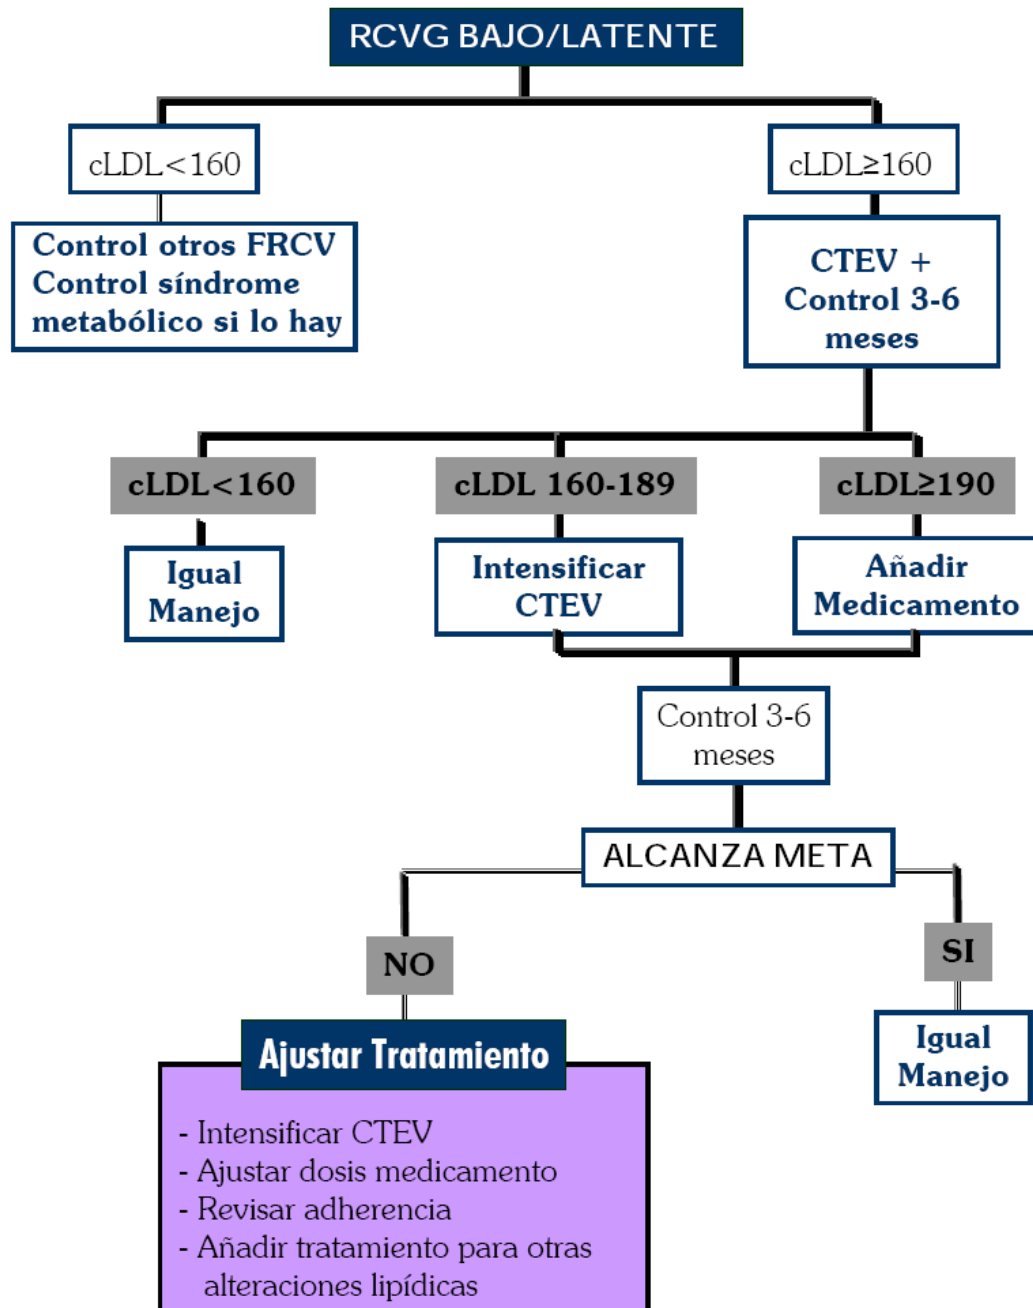 RCVG BAJO/LATENTE
cLDL<160
cLDL≥160
Control otros FRCV
Control síndrome
metabólico si lo hay
CTEV +
Control 3-6
meses
cLDL<160
cLDL 160-189
cLDL≥190
Igual
Manejo
Intensificar
CTEV
Añadir
Medicamento
Control 3-6
meses
ALCANZA META
NO
SI
Ajustar Tratamiento
Igual
Manejo
- Intensificar CTEV
- Ajustar dosis medicamento
- Revisar adherencia
- Añadir tratamiento para otras
alteraciones lipídicas